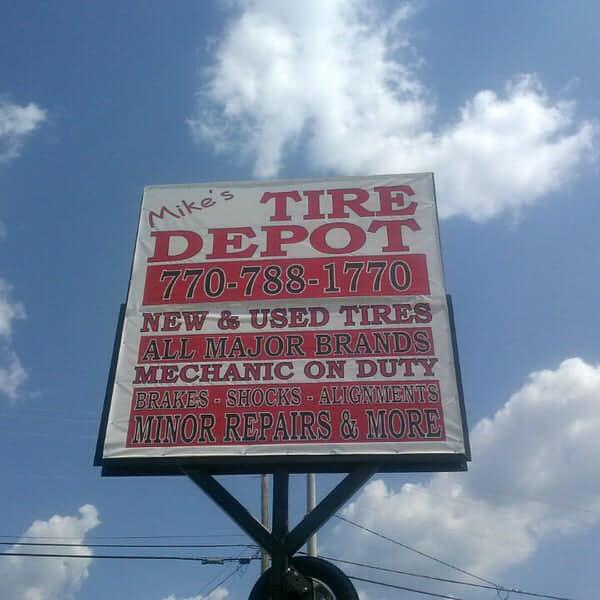 Mike's TIRE
DEPOT
770-788-1770
NEW & USED TIRES
ALL MAJOR BRANDS
MECHANIC ON DUTY
BRAKES - SHOCKS - ALIGNMENTS
MINOR REPAIRS & MORE